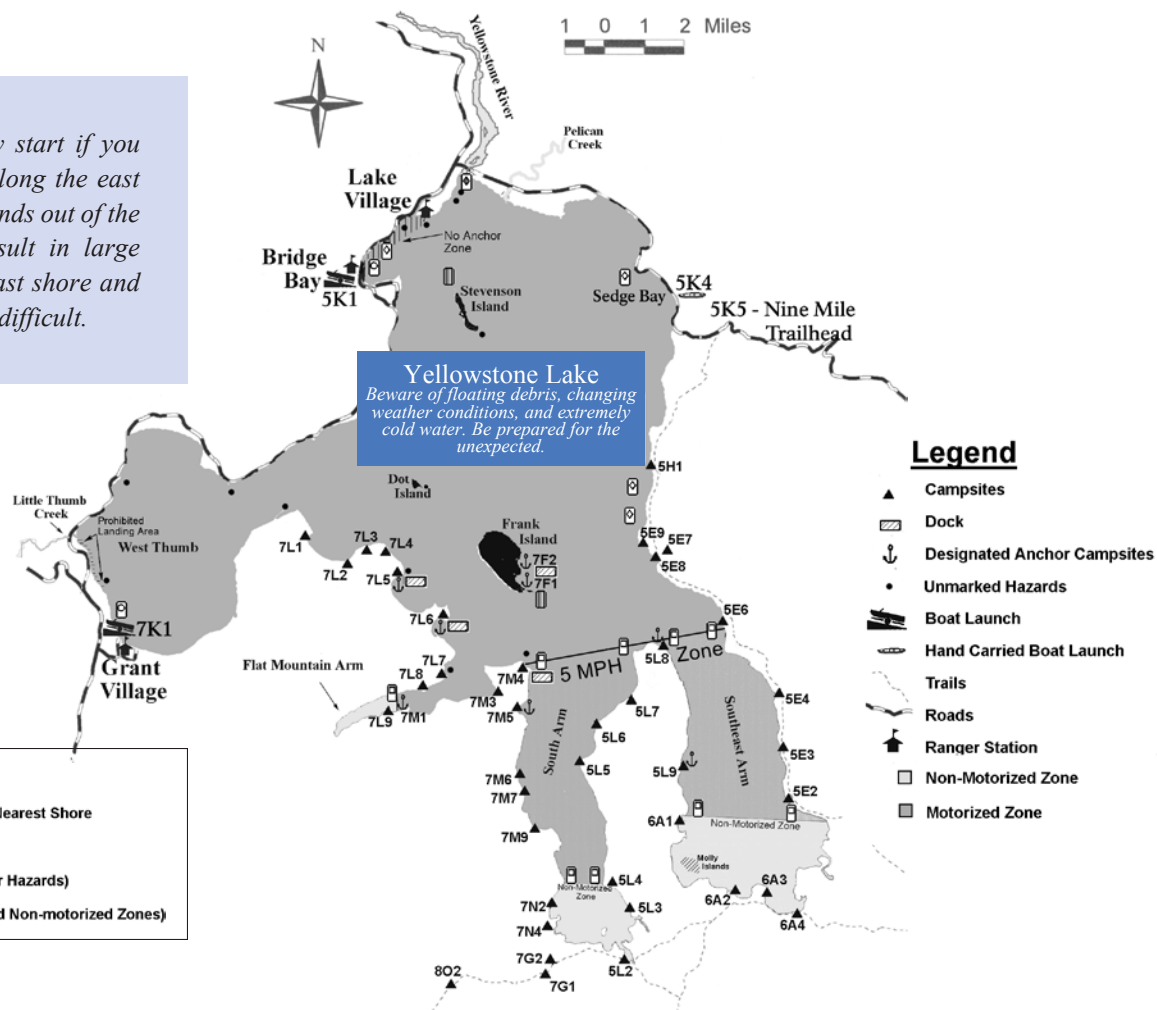 1 0 1 2 Miles
N
Yellowstone River
Pelican
Creek
start if you
long the east
out of the
in large
shore and
difficult.
Lake
Village
No Anchor
Zone
Bridge
Bay
5K1
Stevenson
Island
Sedge Bay
5K4
5K5 - Nine Mile
Trailhead
Yellowstone Lake
Beware of floating debris, changing
weather conditions, and extremely
cold water. Be prepared for the
unexpected.
5H1
Dot
Island
Little Thumb
Creek
Prohibited
Landing Area
West Thumb
7L1
7L2
7L3
7L4
7L5
Frank
Island
7F2
7F1
5E9
5E7
5E8
7L6
5E6
7K1
Grant
Village
Flat Mountain Arm
7L7
7L8
7L9
7M1
7M3
7M4
7M5
5 MPH Zone
5L8
5L7
5L6
5L5
South Arm
Southeast Arm
5E4
5E3
5E2
5L9
7M6
7M7
7M9
6A1
Non-Motorized Zone
Molly
Islands
Non-Motorized
Zone
5L4
5L3
7N2
7N4
6A2
6A3
6A4
7G2
7G1
5L2
8O2
Legend
Campsites
Dock
Designated Anchor Campsites
Unmarked Hazards
Boat Launch
Hand Carried Boat Launch
Trails
Roads
Ranger Station
Non-Motorized Zone
Motorized Zone
Nearest Shore
Hazards)
Non-motorized Zones)